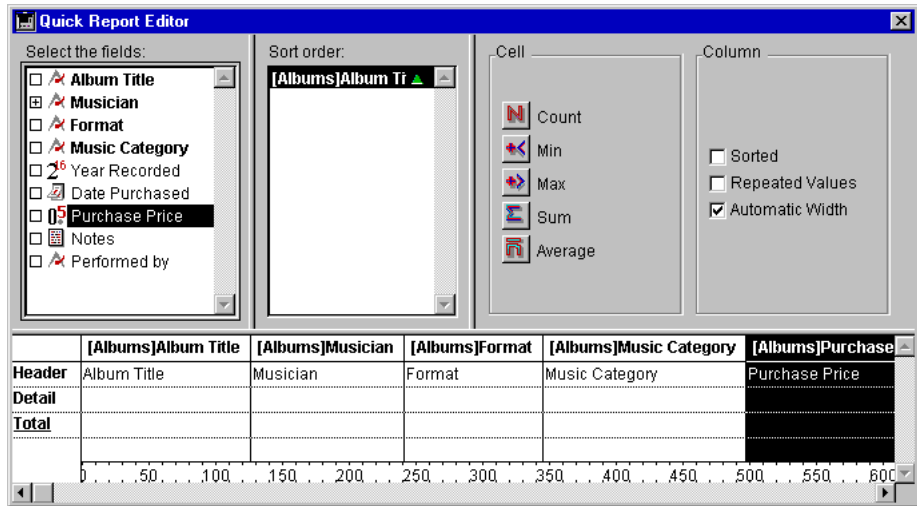 Quick Report Editor
Select the fields:
Album Title
Musician
Format
Music Category
Year Recorded
Date Purchased
Purchase Price
Notes
Performed by
Sort order:
[Albums]Album Ti
Cell
Count
Min
Max
Sum
Average
Column
Sorted
Repeated Values
Automatic Width
[Albums]Album Title [Albums]Musician [Albums]Format [Albums]Music Category [Albums]Purchase
Header Album Title Musician Format Music Category Purchase Price
Detail
Total
0 50 100 150 200 250 300 350 400 450 500 550 600